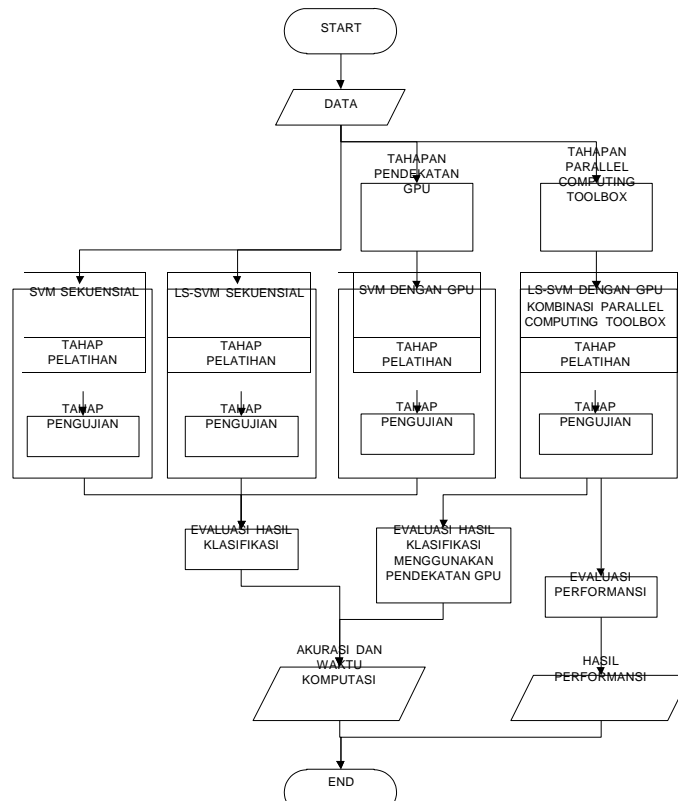 START
DATA
TAHAPAN
PENDEKATAN
GPU
TAHAPAN
PARALLEL
COMPUTING
TOOLBOX
SVM SEKUENSIAL
TAHAP
PELATIHAN
TAHAP
PENGUJIAN
LS-SVM SEKUENSIAL
TAHAP
PELATIHAN
TAHAP
PENGUJIAN
SVM DENGAN GPU
TAHAP
PELATIHAN
TAHAP
PENGUJIAN
LS-SVM DENGAN GPU
KOMBINASI PARALLEL
COMPUTING TOOLBOX
TAHAP
PELATIHAN
TAHAP
PENGUJIAN
EVALUASI HASIL
KLASIFIKASI
EVALUASI HASIL
KLASIFIKASI
MENGGUNAKAN
PENDEKATAN GPU
EVALUASI
PERFORMANSI
AKURASI DAN
WAKTU
KOMPUTASI
HASIL
PERFORMANSI
END